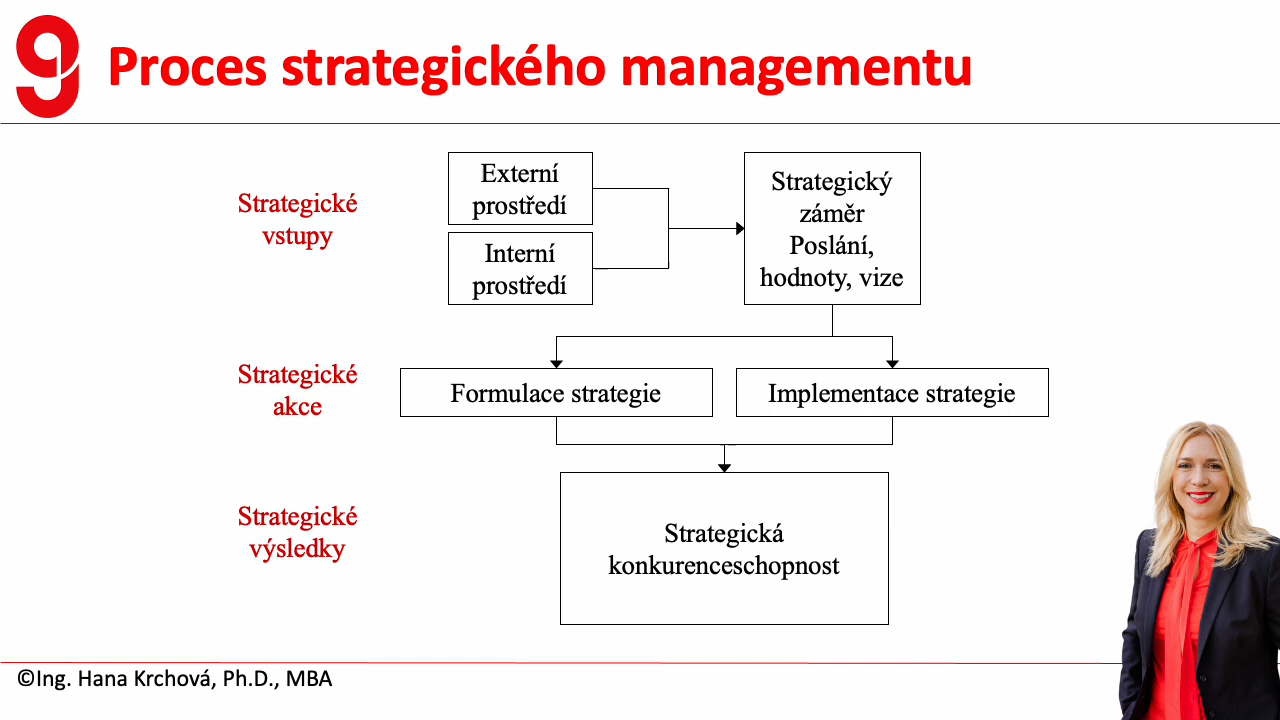 Proces strategického managementu
Strategické
vstupy
Externí
prostředí
Interní
prostředí
Strategický
záměr
Poslání,
hodnoty, vize
Strategické
akce
Formulace strategie
Implementace strategie
Strategické
výsledky
Strategická
konkurenceschopnost
©Ing. Hana Krchová, Ph.D., MBA